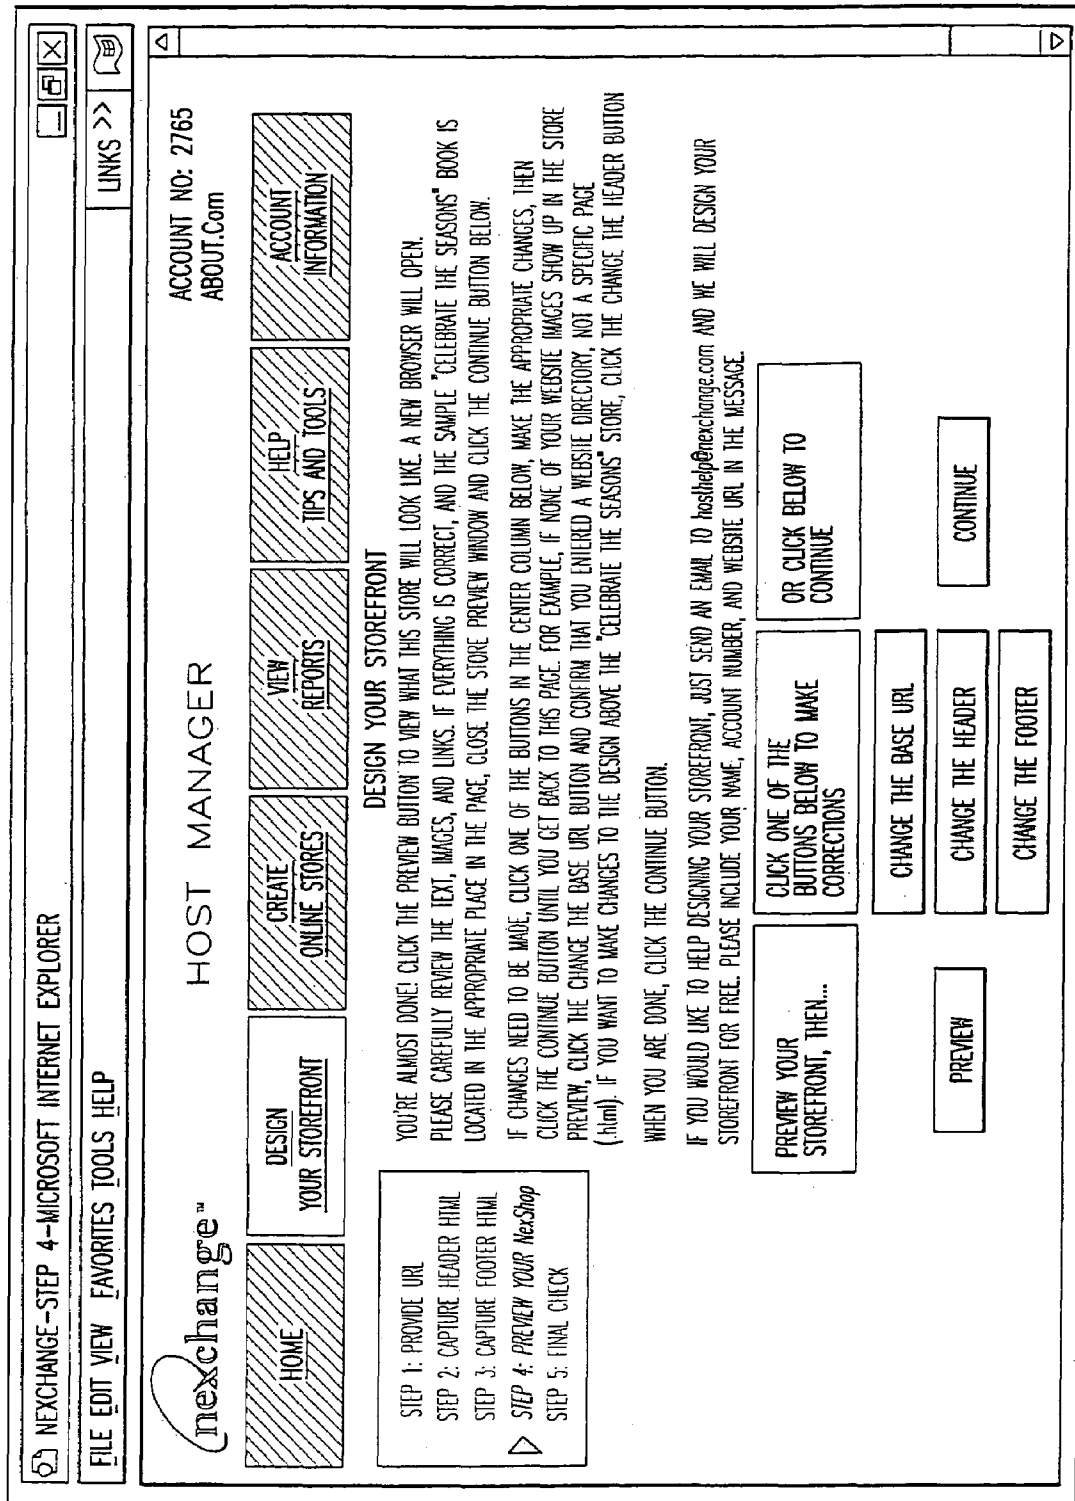 NEXCHANGE-STEP 4-MICROSOFT INTERNET EXPLORER
FILE EDIT VIEW FAVORITES TOOLS HELP
LINKS >>
nexchange™
HOST MANAGER
ACCOUNT NO: 2765
ABOUT.Com
HOME
DESIGN
YOUR STOREFRONT
CREATE
ONLINE STORES
VIEW
REPORTS
HELP
TIPS AND TOOLS
ACCOUNT
INFORMATION
STEP 1: PROVIDE URL
STEP 2: CAPTURE HEADER HTML
STEP 3: CAPTURE FOOTER HTML
STEP 4: PREVIEW YOUR NexShop
STEP 5: FINAL CHECK
DESIGN YOUR STOREFRONT
YOU'RE ALMOST DONE! CLICK THE PREVIEW BUTTON TO VIEW WHAT THIS STORE WILL LOOK LIKE. A NEW BROWSER WILL OPEN.
PLEASE CAREFULLY REVIEW THE TEXT, IMAGES, AND LINKS. IF EVERYTHING IS CORRECT, AND THE SAMPLE "CELEBRATE THE SEASONS" BOOK IS
LOCATED IN THE APPROPRIATE PLACE IN THE PAGE, CLOSE THE STORE PREVIEW WINDOW AND CLICK THE CONTINUE BUTTON BELOW.
IF CHANGES NEED TO BE MADE, CLICK ONE OF THE BUTTONS IN THE CENTER COLUMN BELOW, MAKE THE APPROPRIATE CHANGES, THEN
CLICK THE CONTINUE BUTTON UNTIL YOU GET BACK TO THIS PAGE. FOR EXAMPLE, IF NONE OF YOUR WEBSITE IMAGES SHOW UP IN THE STORE
PREVIEW, CLICK THE CHANGE THE BASE URL BUTTON AND CONFIRM THAT YOU ENTERED A WEBSITE DIRECTORY, NOT A SPECIFIC PAGE
(.html). IF YOU WANT TO MAKE CHANGES TO THE DESIGN ABOVE THE "CELEBRATE THE SEASONS" STORE, CLICK THE CHANGE THE HEADER BUTTON
WHEN YOU ARE DONE, CLICK THE CONTINUE BUTTON.
IF YOU WOULD LIKE TO HELP DESIGNING YOUR STOREFRONT, JUST SEND AN EMAIL TO hosthelp@nexchange.com AND WE WILL DESIGN YOUR
STOREFRONT FOR FREE. PLEASE INCLUDE YOUR NAME, ACCOUNT NUMBER, AND WEBSITE URL IN THE MESSAGE.
PREVIEW YOUR
STOREFRONT, THEN...
CLICK ONE OF THE
BUTTONS BELOW TO MAKE
CORRECTIONS
OR CLICK BELOW TO
CONTINUE
CHANGE THE BASE URL
PREVIEW
CHANGE THE HEADER
CONTINUE
CHANGE THE FOOTER